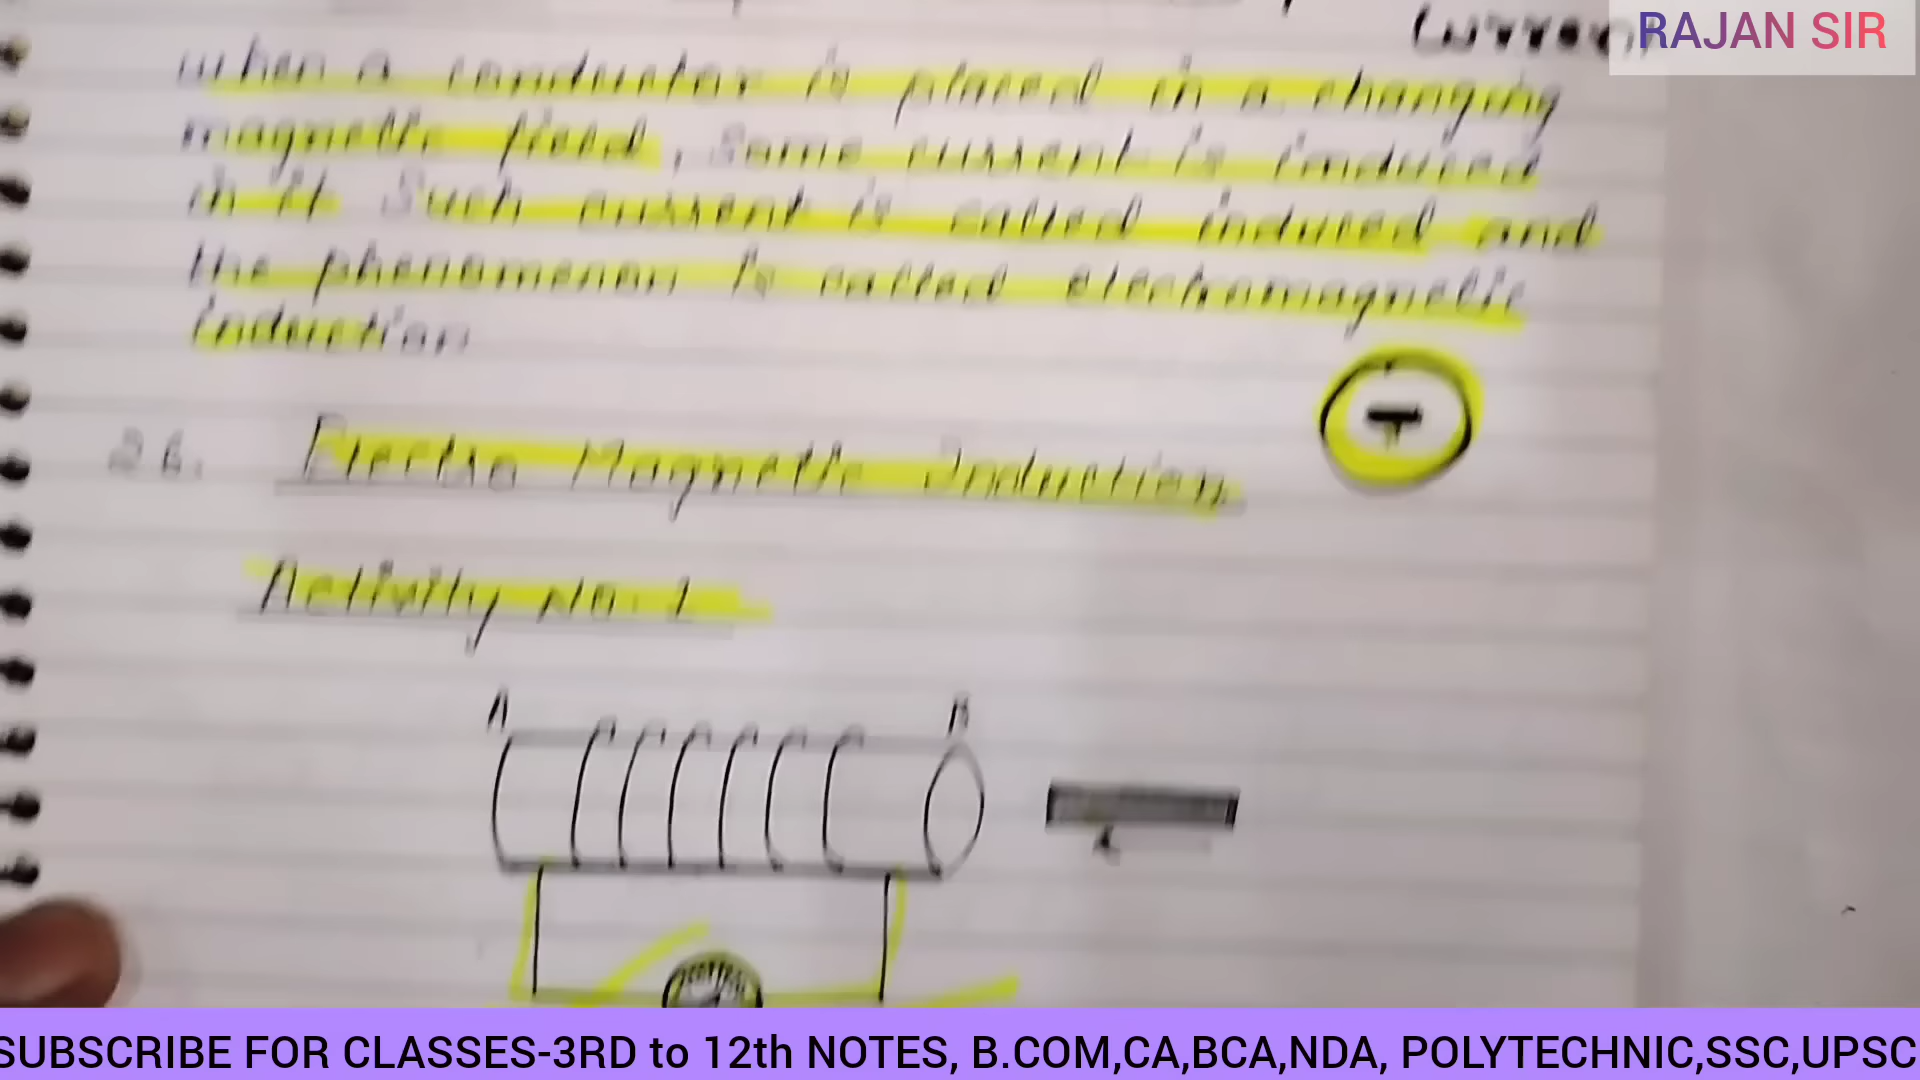 RAJAN SIR
when a conductor is placed in a changing
magnetic field, some current is induced
in it Such current is called induced and
the phenomenon is called electromagnetic
induction
26. Electro Magnetic Induction
Activity No. 1
A B
SUBSCRIBE FOR CLASSES-3RD to 12th NOTES, B.COM,CA,BCA,NDA, POLYTECHNIC,SSC,UPSC